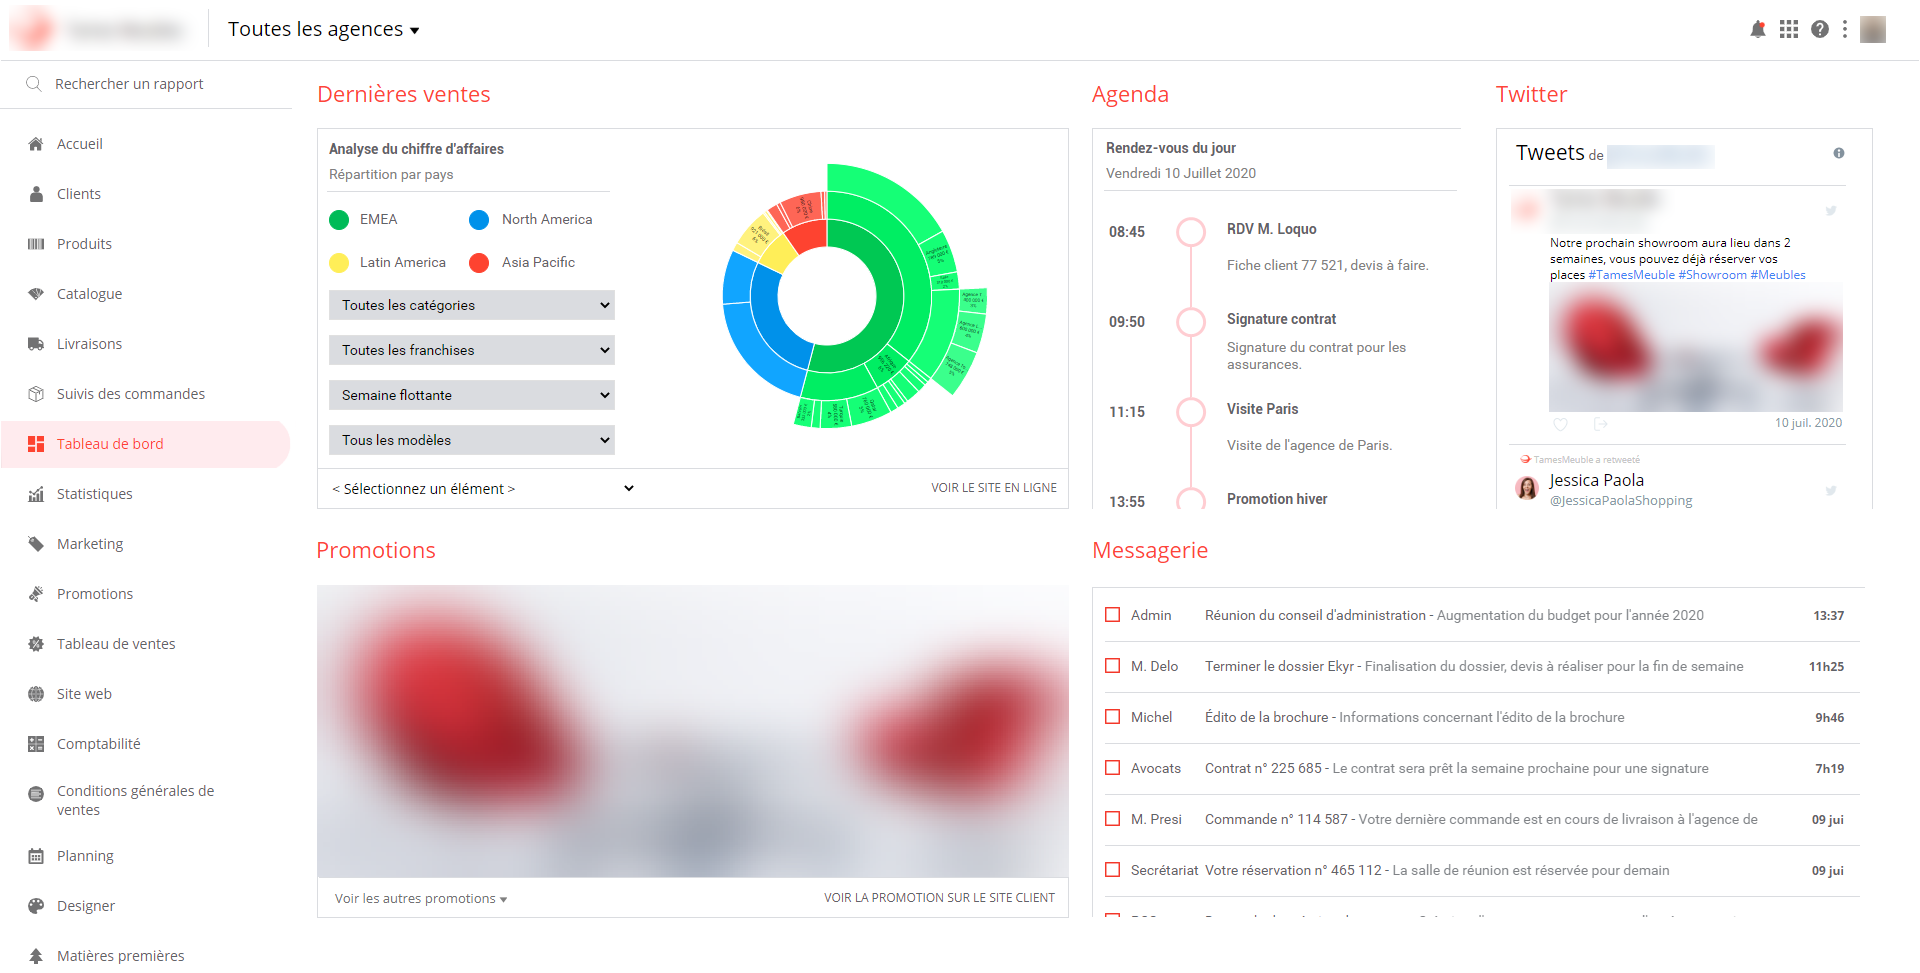 Toutes les agences
Rechercher un rapport
Accueil
Clients
Produits
Catalogue
Livraisons
Suivis des commandes
Tableau de bord
Statistiques
Marketing
Promotions
Tableau de ventes
Site web
Comptabilité
Conditions générales de
ventes
Planning
Designer
Matières premières
Dernières ventes
Analyse du chiffre d'affaires
Répartition par pays
EMEA
North America
Latin America
Asia Pacific
Toutes les catégories
Toutes les franchises
Semaine flottante
Tous les modèles
< Sélectionnez un élément >
VOIR LE SITE EN LIGNE
Agenda
Rendez-vous du jour
Vendredi 10 Juillet 2020
08:45 RDV M. Loquo
Fiche client 77 521, devis à faire.
09:50 Signature contrat
Signature du contrat pour les
assurances.
11:15 Visite Paris
Visite de l'agence de Paris.
13:55 Promotion hiver
Twitter
Tweets de
Notre prochain showroom aura lieu dans 2
semaines, vous pouvez déjà réserver vos
places #TamesMeuble #Showroom #Meubles
10 juil. 2020
TamesMeuble a retweeté
Jessica Paola
@JessicaPaolaShopping
Promotions
Voir les autres promotions
VOIR LA PROMOTION SUR LE SITE CLIENT
Messagerie
Admin Réunion du conseil d'administration - Augmentation du budget pour l'année 2020 13:37
M. Delo Terminer le dossier Ekyr - Finalisation du dossier, devis à réaliser pour la fin de semaine 11h25
Michel Édito de la brochure - Informations concernant l'édito de la brochure 9h46
Avocats Contrat n° 225 685 - Le contrat sera prêt la semaine prochaine pour une signature 7h19
M. Presi Commande n° 114 587 - Votre dernière commande est en cours de livraison à l'agence de 09 jui
Secrétariat Votre réservation n° 465 112 - La salle de réunion est réservée pour demain 09 jui